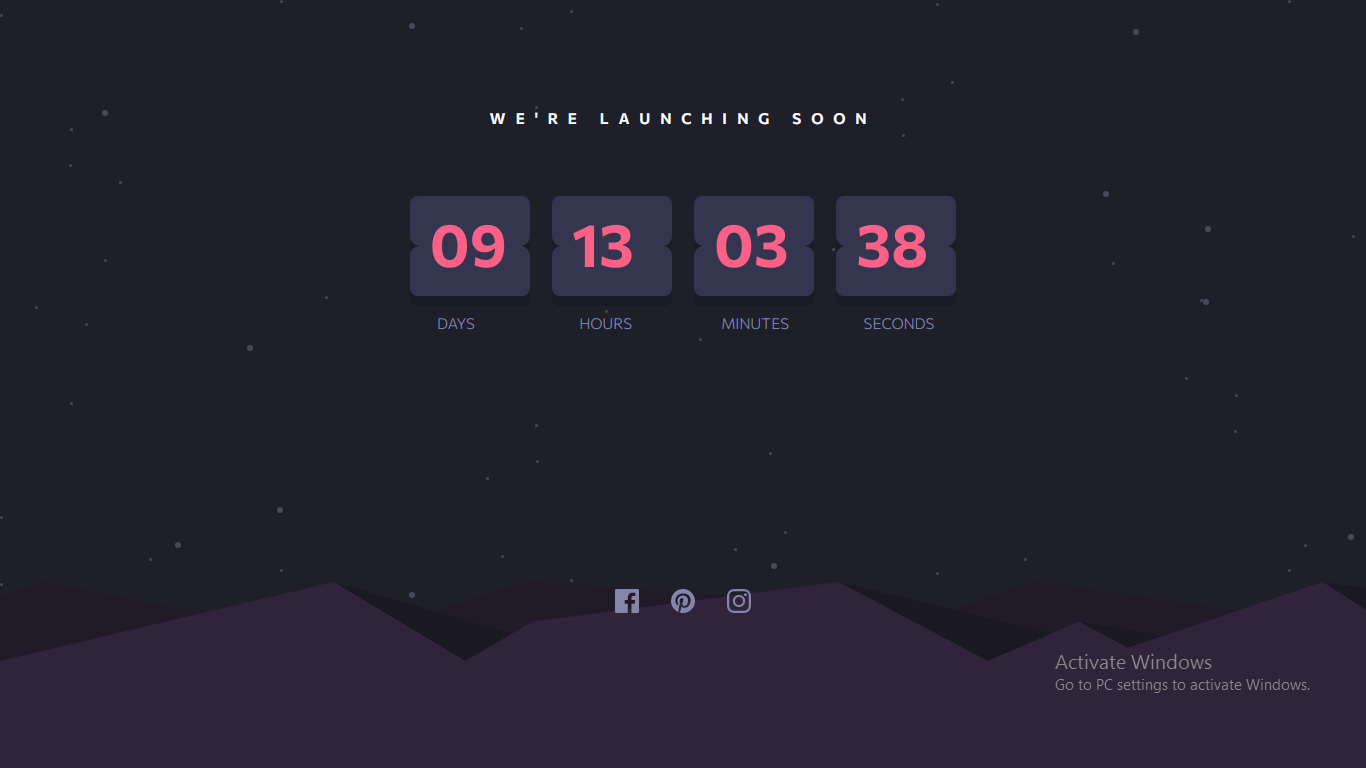 WE'RE LAUNCHING SOON
09 13 03 38
DAYS HOURS MINUTES SECONDS
Activate Windows
Go to PC settings to activate Windows.